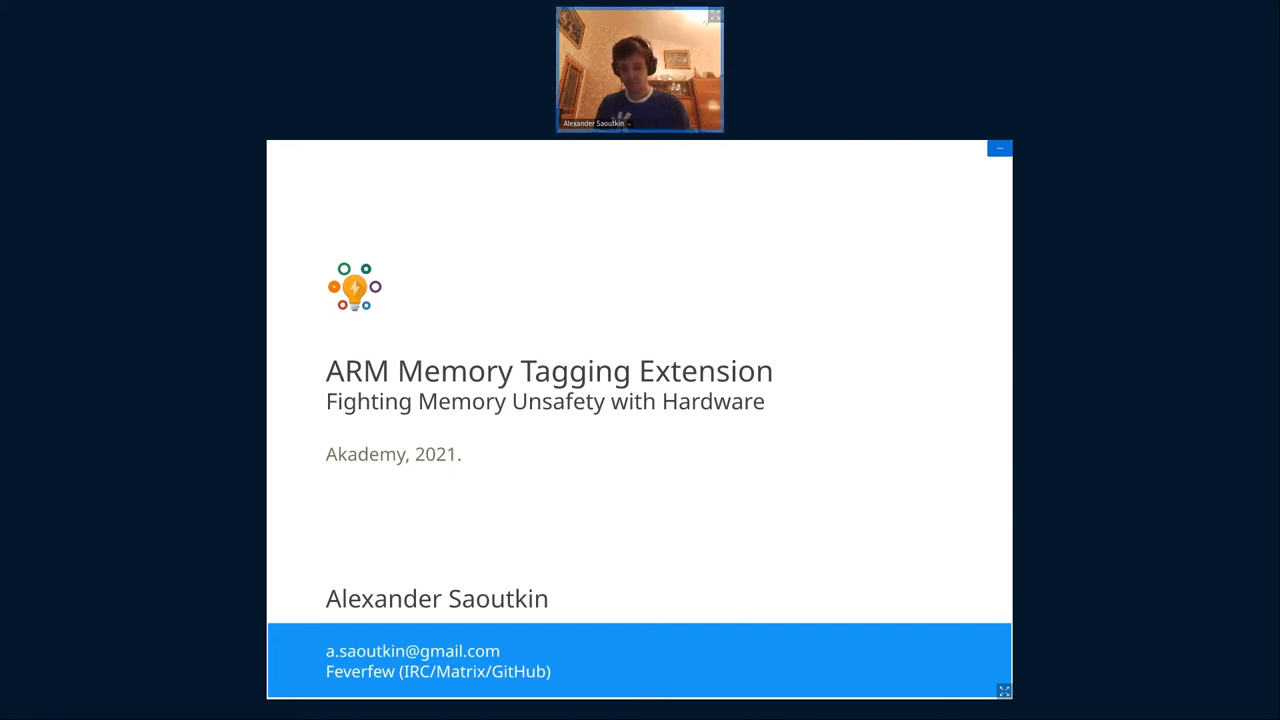 Alexander Saoutkin
ARM Memory Tagging Extension
Fighting Memory Unsafety with Hardware
Akademy, 2021.
Alexander Saoutkin
a.saoutkin@gmail.com
Feverfew (IRC/Matrix/GitHub)